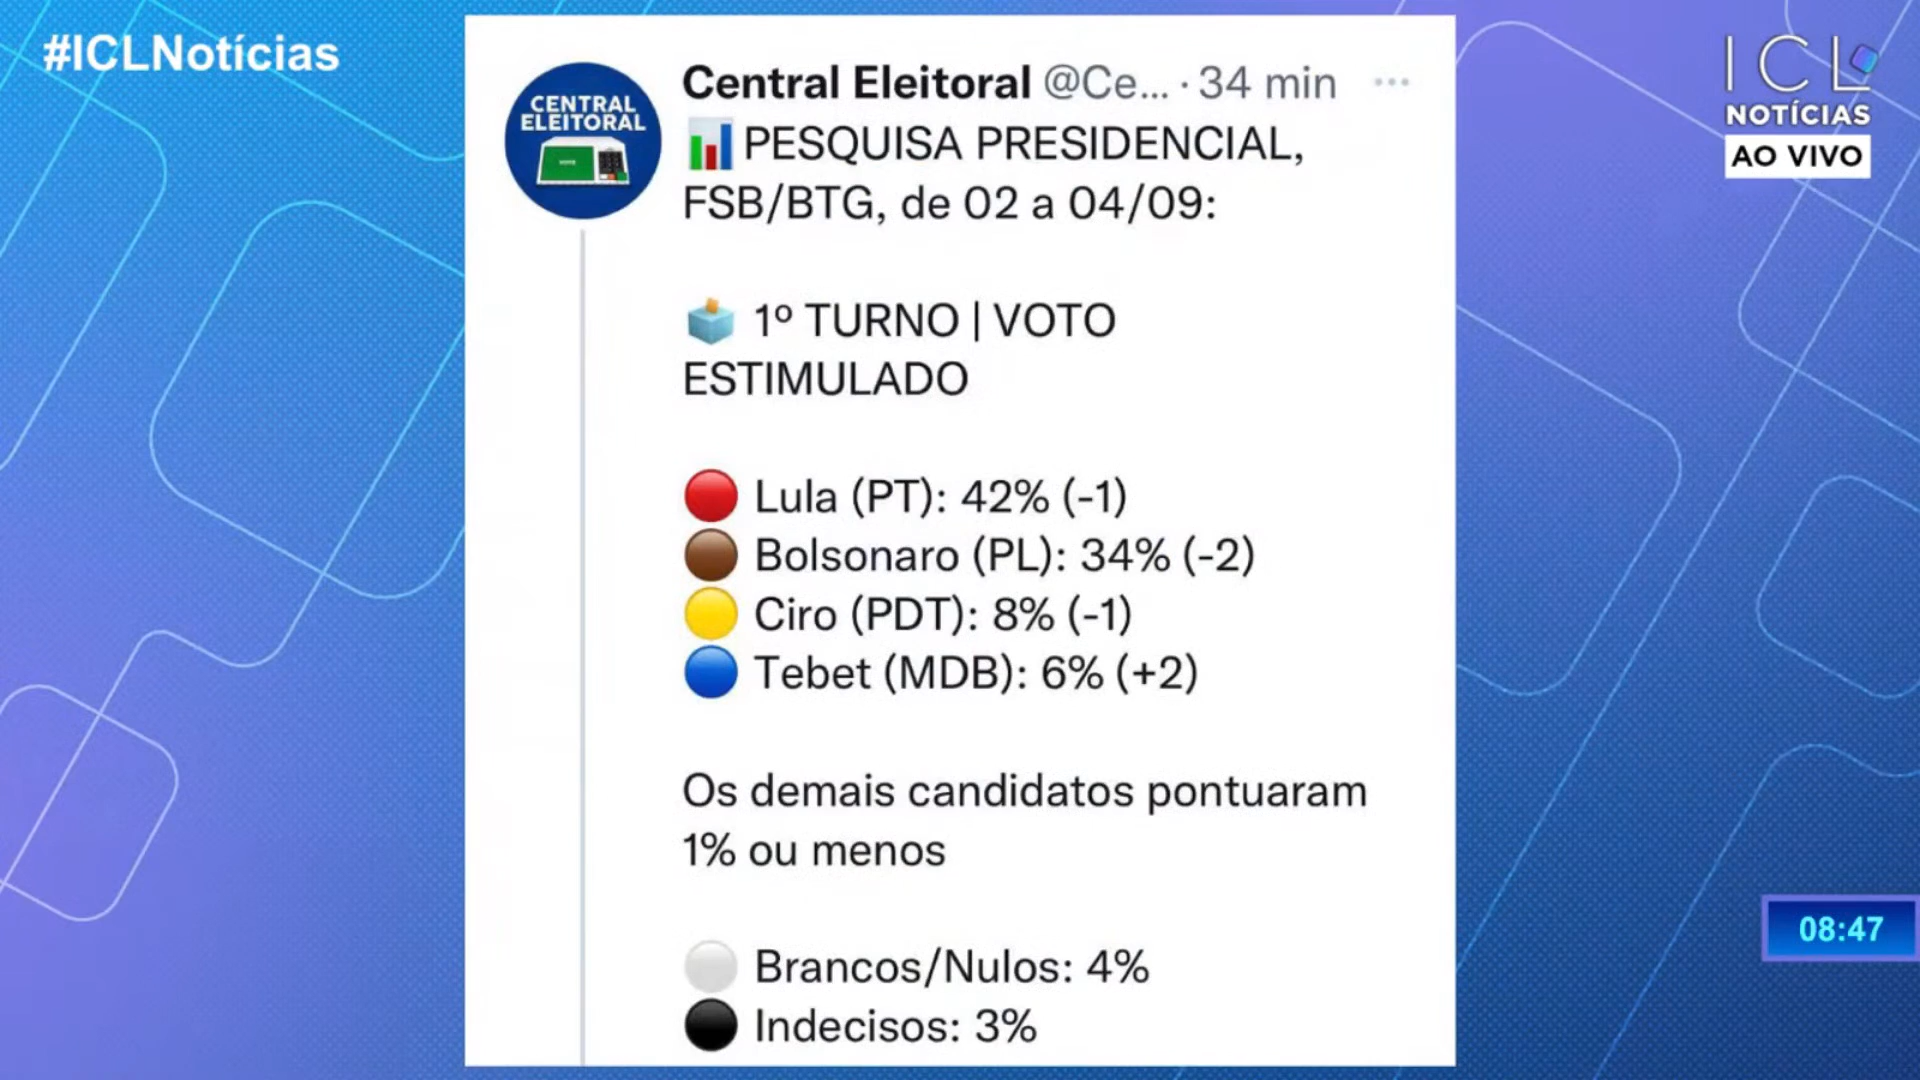 #ICLNotícias
CENTRAL
ELEITORAL
VOTE
Central Eleitoral @Ce... · 34 min ...
PESQUISA PRESIDENCIAL,
FSB/BTG, de 02 a 04/09:
1º TURNO | VOTO
ESTIMULADO
Lula (PT): 42% (-1)
Bolsonaro (PL): 34% (-2)
Ciro (PDT): 8% (-1)
Tebet (MDB): 6% (+2)
Os demais candidatos pontuaram
1% ou menos
Brancos/Nulos: 4%
Indecisos: 3%
ICL
NOTÍCIAS
AO VIVO
08:47